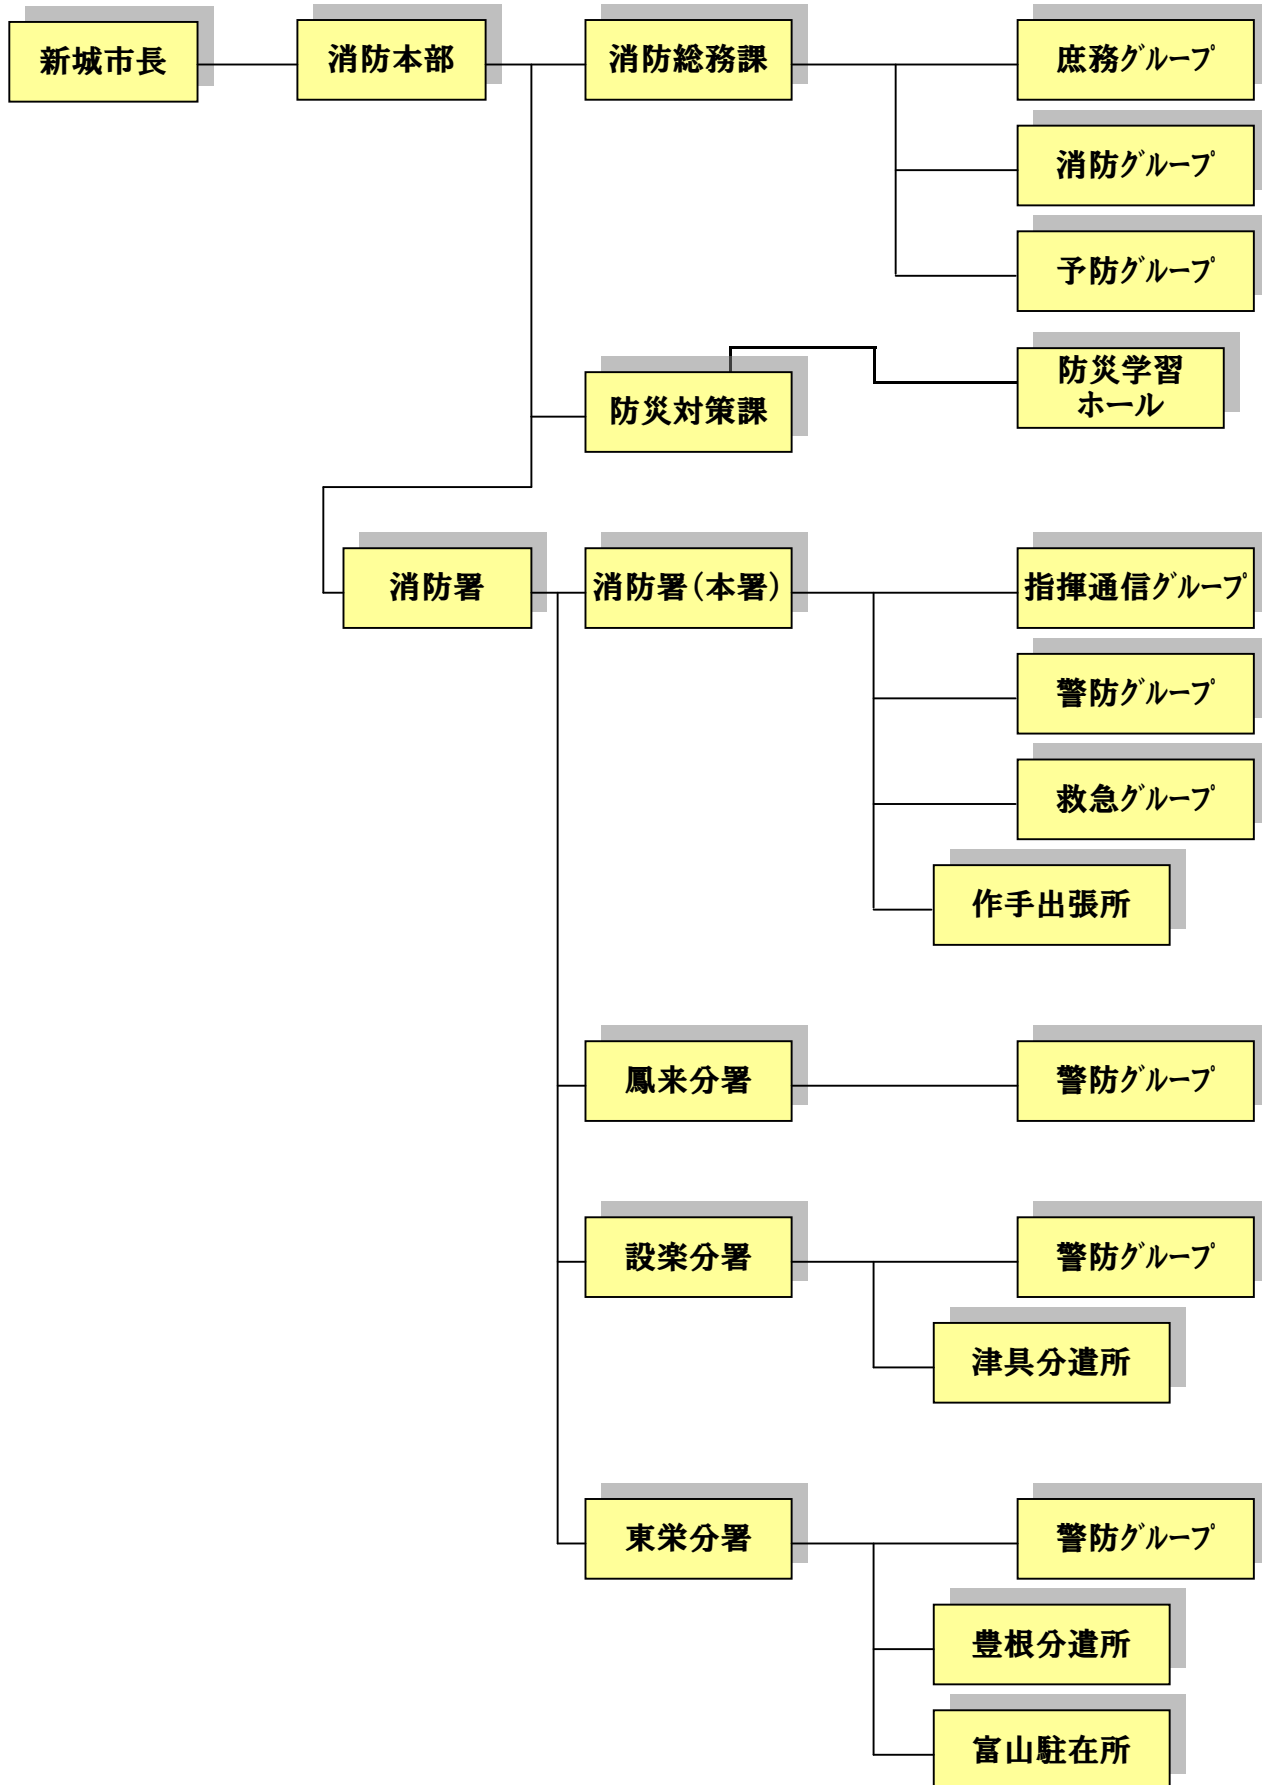 新城市長
消防本部
消防総務課
庶務グループ
消防グループ
予防グループ
防災対策課
防災学習
ホール
消防署
消防署(本署)
指揮通信グループ
警防グループ
救急グループ
作手出張所
鳳来分署
警防グループ
設楽分署
警防グループ
津具分遣所
東栄分署
警防グループ
豊根分遣所
富山駐在所